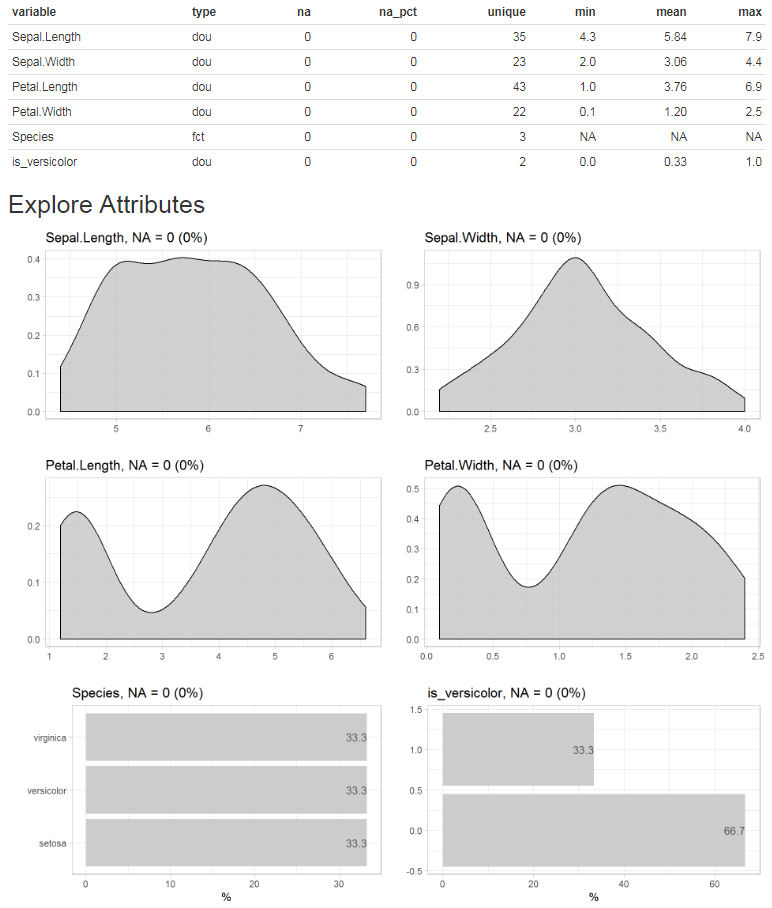 variable type na na_pct unique min mean max
Sepal.Length dou 0 0 35 4.3 5.84 7.9
Sepal.Width dou 0 0 23 2.0 3.06 4.4
Petal.Length dou 0 0 43 1.0 3.76 6.9
Petal.Width dou 0 0 22 0.1 1.20 2.5
Species fct 0 0 3 NA NA NA
is_versicolor dou 0 0 2 0.0 0.33 1.0
Explore Attributes
Sepal.Length, NA = 0 (0%)
0.4
0.3
0.2
0.1
0.0
5 6 7
Sepal.Width, NA = 0 (0%)
0.9
0.6
0.3
0.0
2.5 3.0 3.5 4.0
Petal.Length, NA = 0 (0%)
0.2
0.1
0.0
1 2 3 4 5 6
Petal.Width, NA = 0 (0%)
0.5
0.4
0.3
0.2
0.1
0.0
0.0 0.5 1.0 1.5 2.0 2.5
Species, NA = 0 (0%)
virginica 33.3
versicolor 33.3
setosa 33.3
0 10 20 30
%
is_versicolor, NA = 0 (0%)
1.5
1.0 33.3
0.5
0.0 66.7
-0.5
0 20 40 60
%